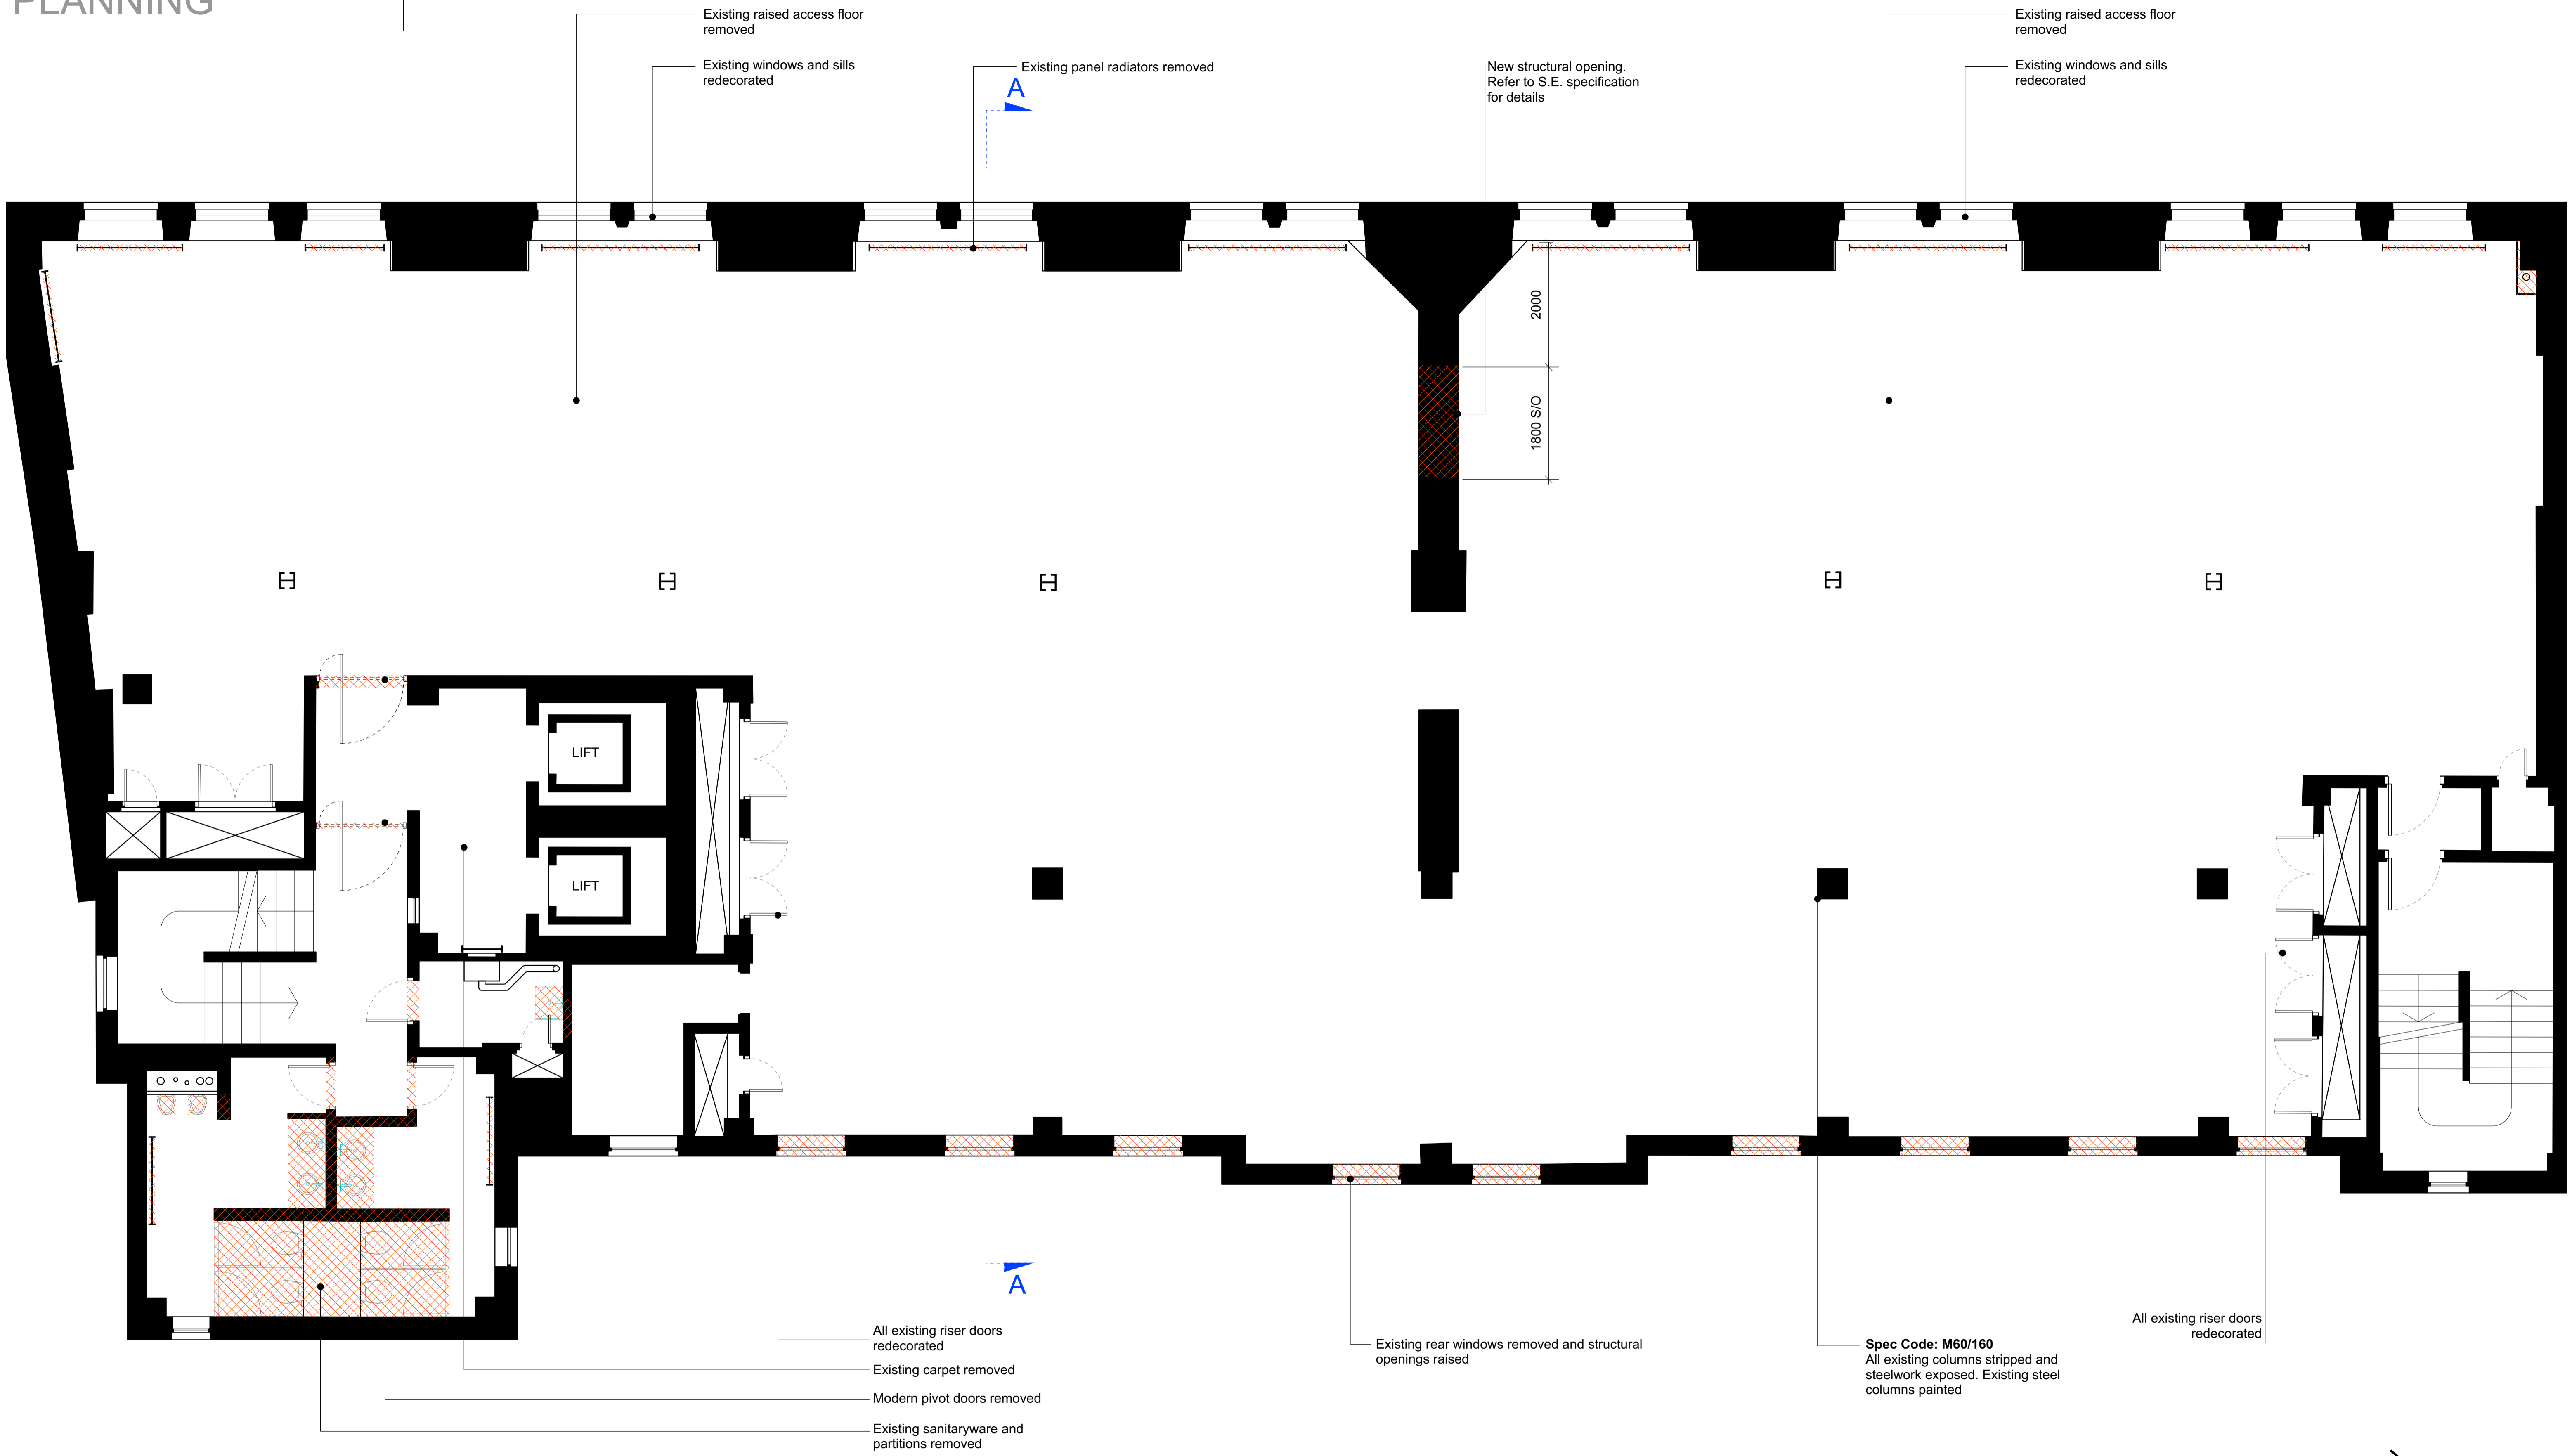 PLANNING
Existing raised access floor
removed
Existing windows and sills
redecorated
Existing panel radiators removed
A
New structural opening.
Refer to S.E. specification
for details
Existing raised access floor
removed
Existing windows and sills
redecorated
2000
1800 S/O
LIFT
LIFT
A
All existing riser doors
redecorated
Existing carpet removed
Modern pivot doors removed
Existing sanitaryware and
partitions removed
Existing rear windows removed and structural
openings raised
Spec Code: M60/160
All existing columns stripped and
steelwork exposed. Existing steel
columns painted
All existing riser doors
redecorated